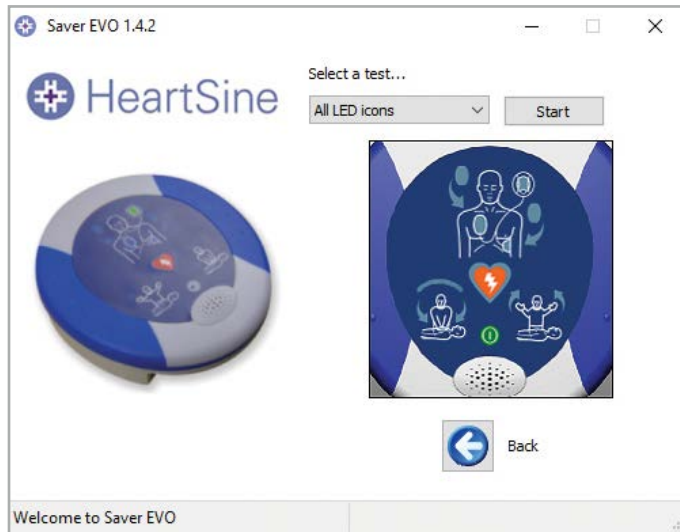 Saver EVO 1.4.2
HeartSine
Select a test...
All LED icons
Start
Back
Welcome to Saver EVO